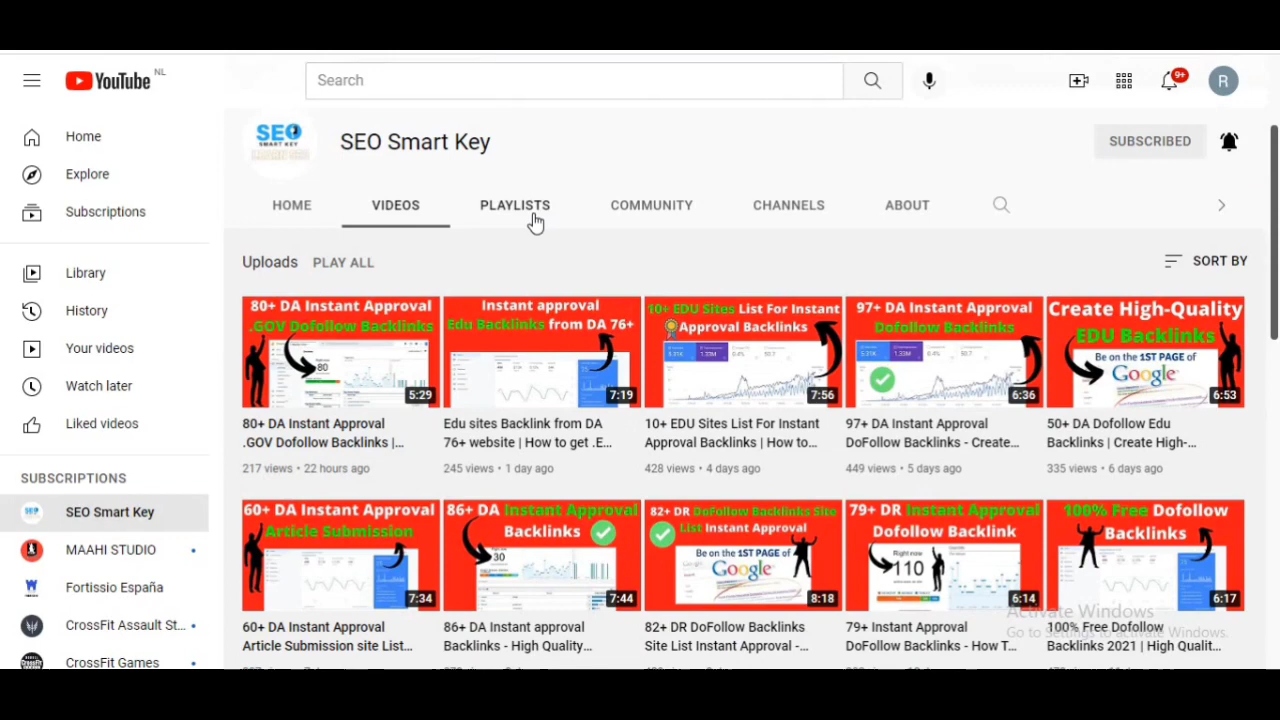 YouTube NL
Search
9+
R
Home
Explore
Subscriptions
Library
History
Your videos
Watch later
Liked videos
SUBSCRIPTIONS
SEO Smart Key
MAAHI STUDIO
Fortissio España
CrossFit Assault St...
CrossFit Games
SEO
SMART KEY
SEO Smart Key
SUBSCRIBED
HOME VIDEOS PLAYLISTS COMMUNITY CHANNELS ABOUT
Uploads PLAY ALL
SORT BY
80+ DA Instant Approval
.GOV Dofollow Backlinks
80
5:29
80+ DA Instant Approval
.GOV Dofollow Backlinks |...
217 views • 22 hours ago
Instant approval
Edu Backlinks from DA 76+
7:19
Edu sites Backlink from DA
76+ website | How to get .E...
245 views • 1 day ago
10+ EDU Sites List For Instant
Approval Backlinks
7:56
10+ EDU Sites List For Instant
Approval Backlinks | How to...
428 views • 4 days ago
97+ DA Instant Approval
Dofollow Backlinks
6:36
97+ DA Instant Approval
DoFollow Backlinks - Create...
449 views • 5 days ago
Create High-Quality
EDU Backlinks
Be on the 1ST PAGE of
Google
6:53
50+ DA Dofollow Edu
Backlinks | Create High-...
335 views • 6 days ago
60+ DA Instant Approval
Article Submission
7:34
60+ DA Instant Approval
Article Submission site List...
86+ DA Instant Approval
Backlinks
30
7:44
86+ DA Instant approval
Backlinks - High Quality...
82+ DR DoFollow Backlinks Site
List Instant Approval
Be on the 1ST PAGE of
Google
8:18
82+ DR DoFollow Backlinks
Site List Instant Approval -...
79+ DR Instant Approval
Dofollow Backlink
Right now
110
6:14
79+ Instant Approval
DoFollow Backlinks - How T...
100% Free Dofollow
Backlinks
6:17
100% Free Dofollow
Backlinks 2021 | High Qualit...
Activate Windows
Go to Settings to activate Windows.